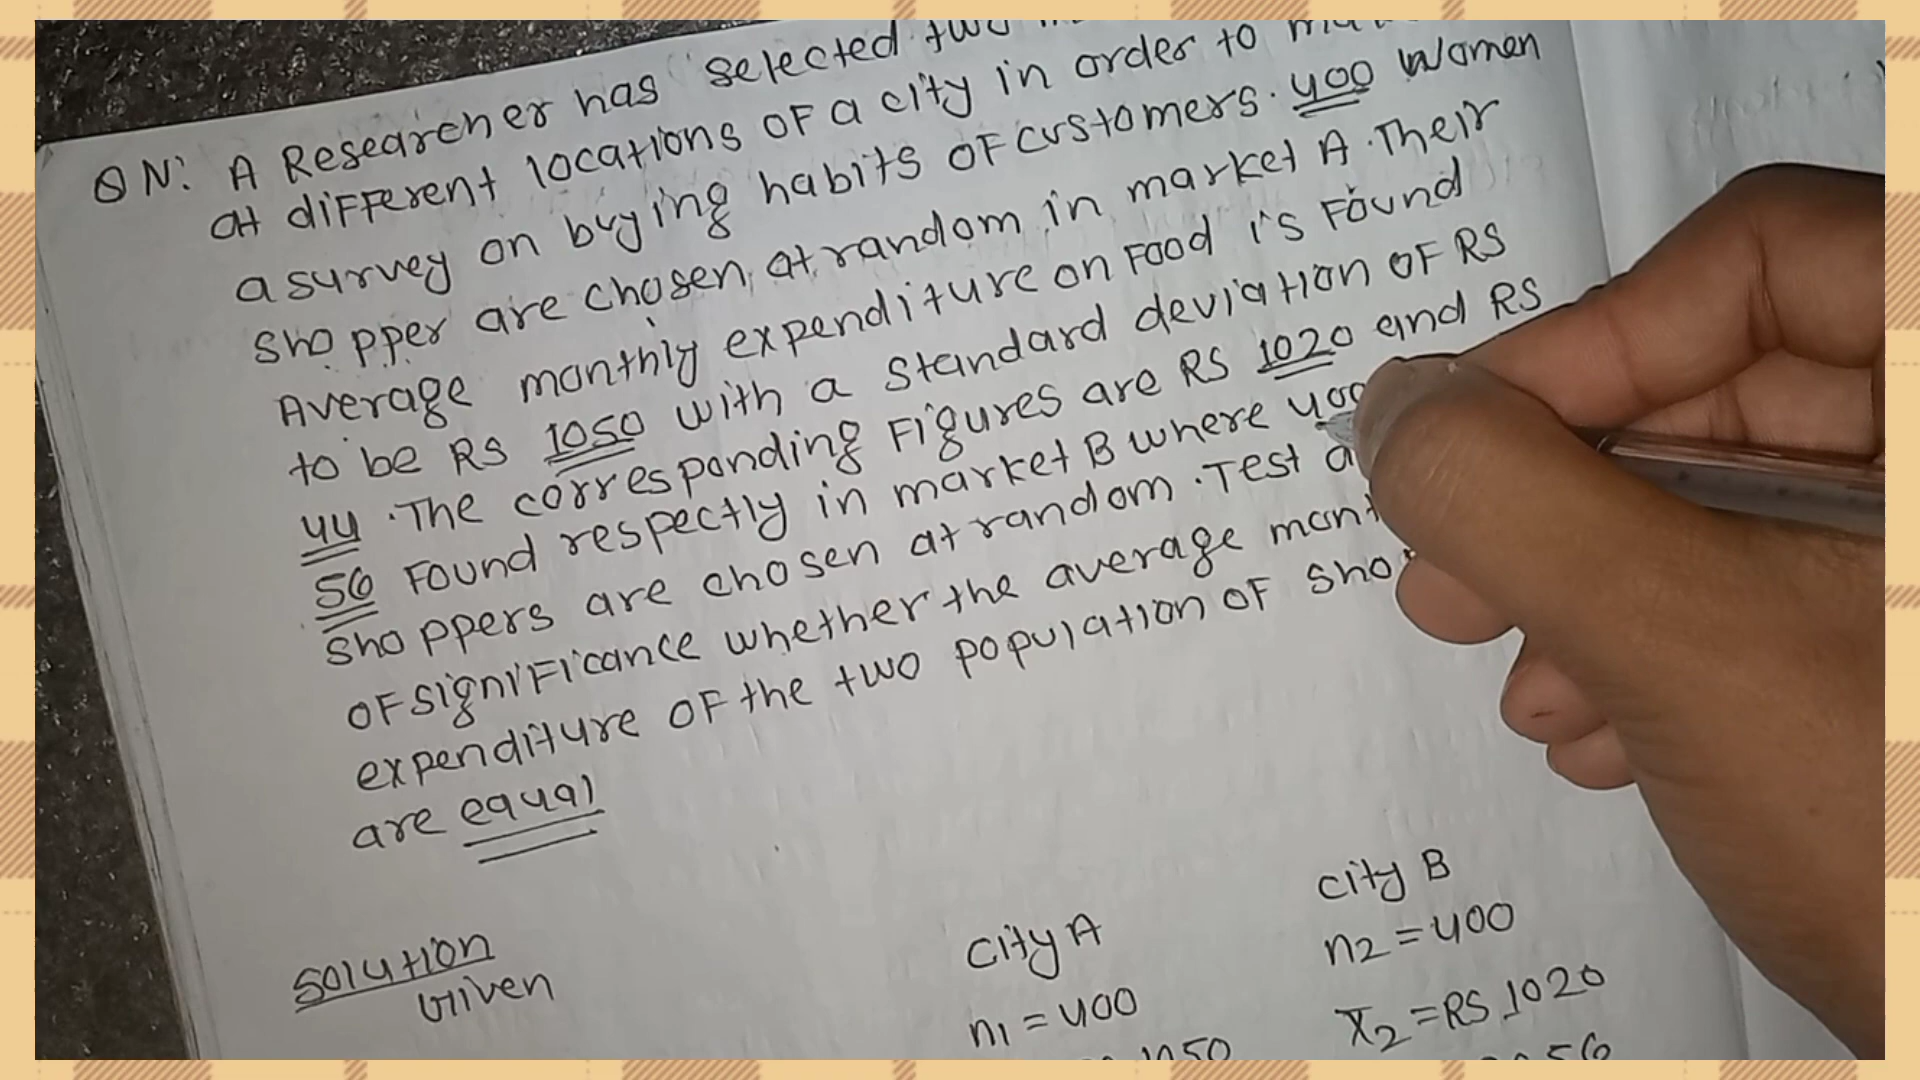 QN: A Researcher has selected two
at different locations of a city in order to
a survey on buying habits of customers. 400 women
shopper are chosen at random in market A. Their
Average monthly expenditure on Food is Found
to be RS 1050 with a standard deviation of RS
44. The corresponding Figures are RS 1020 and RS
56 Found respectly in market B where 400
shoppers are chosen at random. Test
of significance whether the average
expenditure of the two population of
are equal
Solution
Given
City A
City B
n1 = 400
n2 = 400
1050
X̄2 = RS 1020
56